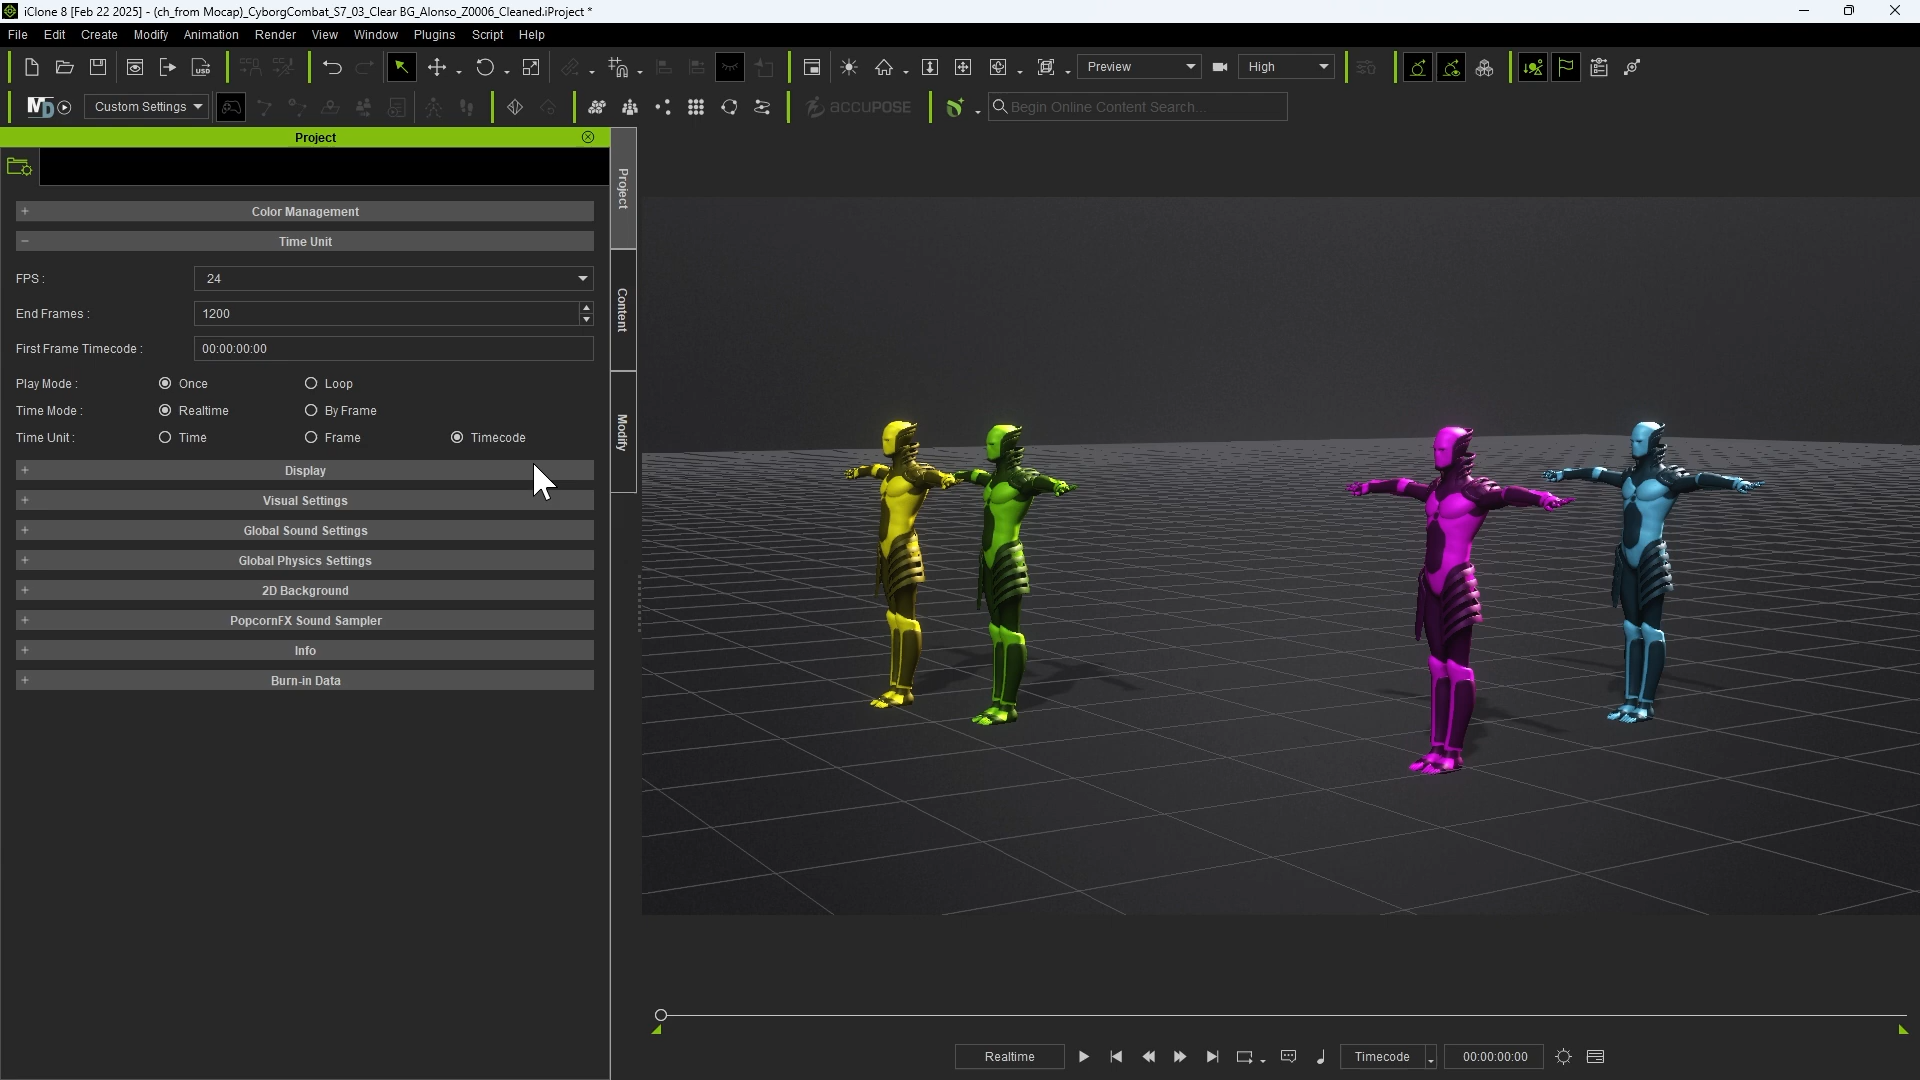 iClone 8 [Feb 22 2025] - (ch_from Mocap)_CyborgCombat_S7_03_Clear BG_Alonso_Z0006_Cleaned.iProject *
File Edit Create Modify Animation Render View Window Plugins Script Help
USD Preview High
MD Custom Settings ACCUPOSE Begin Online Content Search...
Project
Project
Content
Modify
Color Management
Time Unit
FPS : 24
End Frames : 1200
First Frame Timecode : 00:00:00:00
Play Mode : Once Loop
Time Mode : Realtime By Frame
Time Unit : Time Frame Timecode
Display
Visual Settings
Global Sound Settings
Global Physics Settings
2D Background
PopcornFX Sound Sampler
Info
Burn-in Data
Realtime Timecode 00:00:00:00